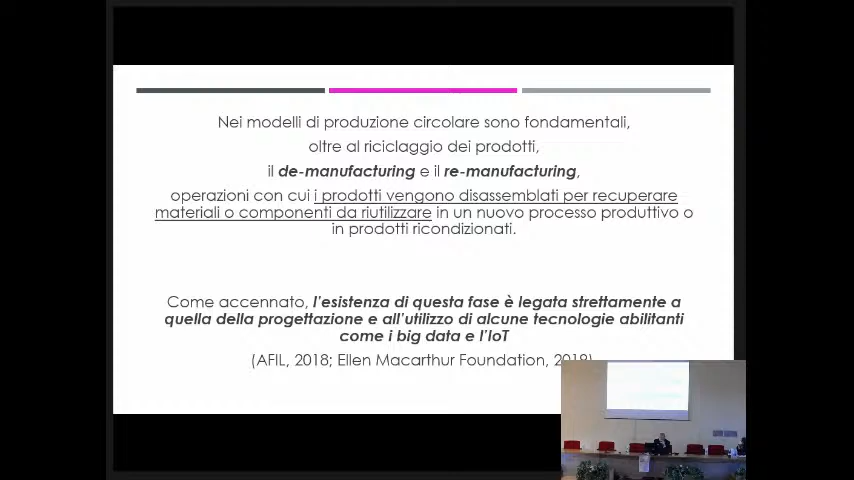 Nei modelli di produzione circolare sono fondamentali,
oltre al riciclaggio dei prodotti,
il de-manufacturing e il re-manufacturing,
operazioni con cui i prodotti vengono disassemblati per recuperare
materiali o componenti da riutilizzare in un nuovo processo produttivo o
in prodotti ricondizionati.
Come accennato, l'esistenza di questa fase è legata strettamente a
quella della progettazione e all'utilizzo di alcune tecnologie abilitanti
come i big data e l'IoT
(AFIL, 2018; Ellen Macarthur Foundation,